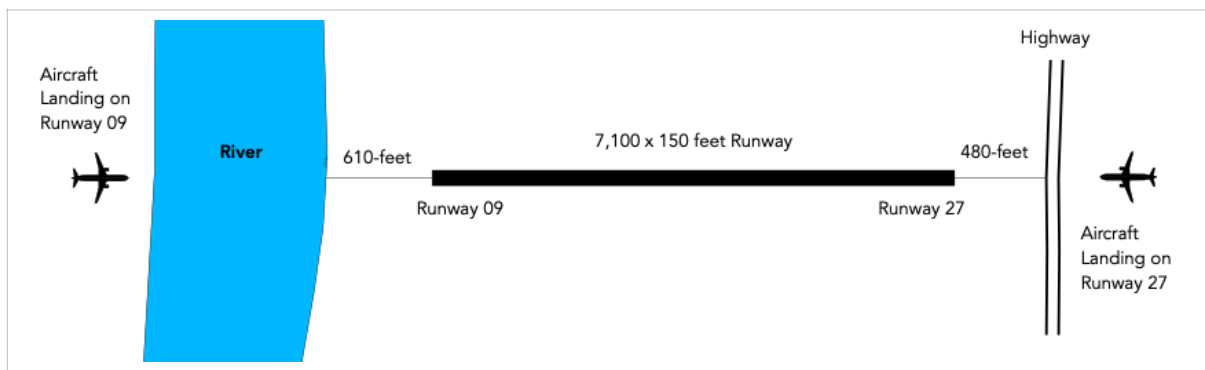 Highway
Aircraft
Landing on
Runway 09
River
610-feet
7,100 x 150 feet Runway
480-feet
Runway 09
Runway 27
Aircraft
Landing on
Runway 27